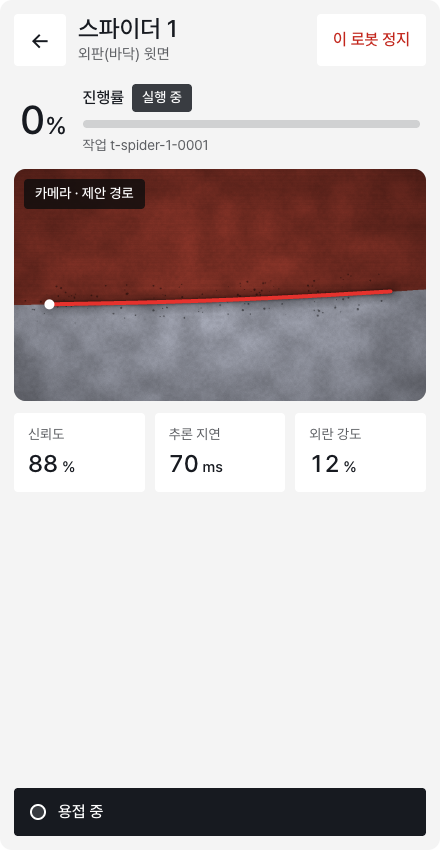 스파이더 1
외판(바닥) 윗면
이 로봇 정지
0%
진행률
실행 중
작업 t-spider-1-0001
카메라 · 제안 경로
신뢰도
88 %
추론 지연
70 ms
외란 강도
12 %
용접 중